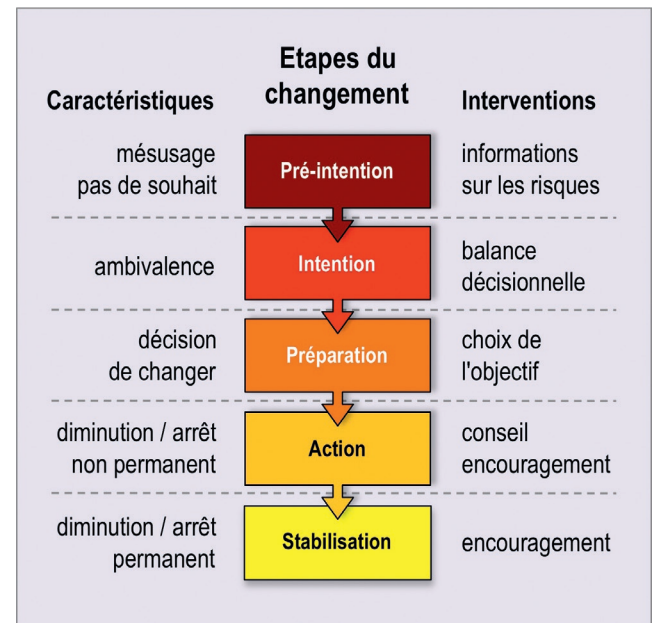 Etapes du
changement
Caractéristiques
Interventions
mésusage
pas de souhait
Pré-intention
informations
sur les risques
ambivalence
Intention
balance
décisionnelle
décision
de changer
Préparation
choix de
l'objectif
diminution / arrêt
non permanent
Action
conseil
encouragement
diminution / arrêt
permanent
Stabilisation
encouragement